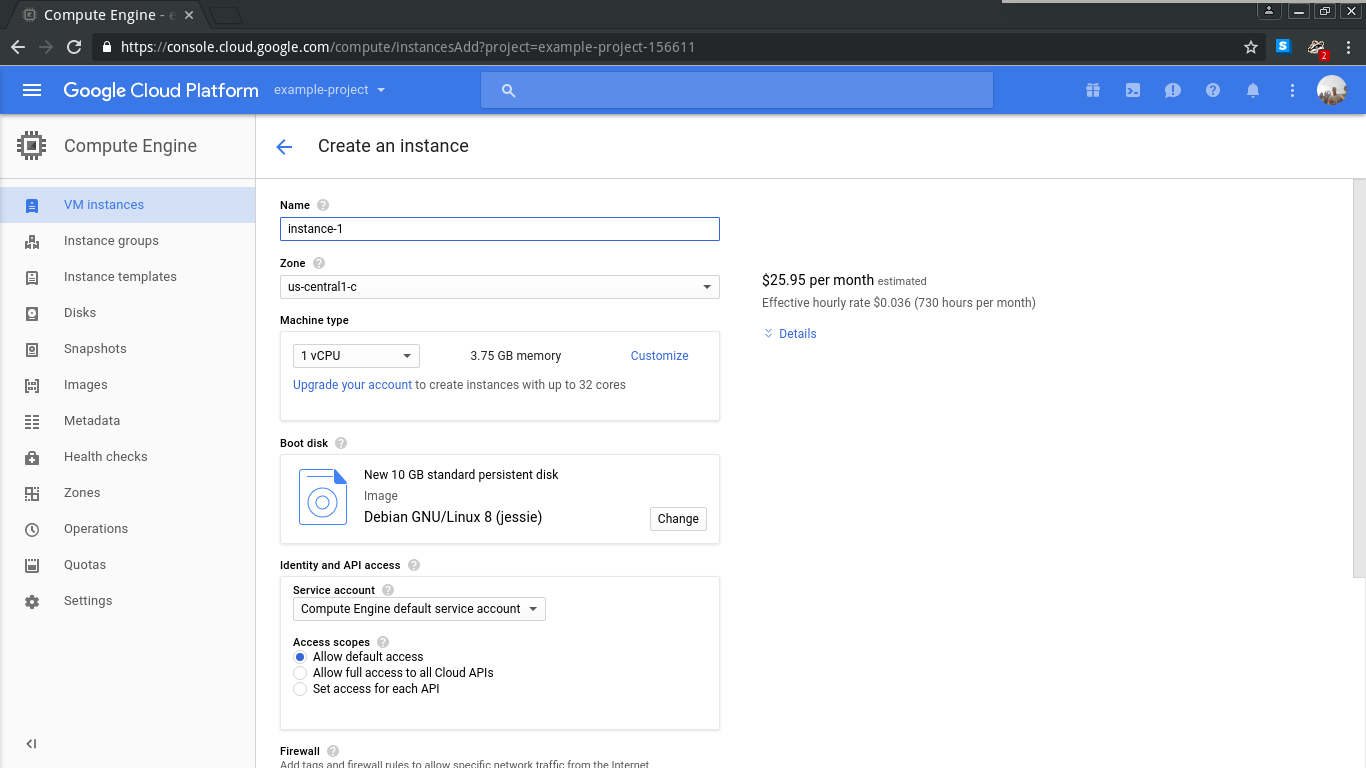 Compute Engine - e
https://console.cloud.google.com/compute/instancesAdd?project=example-project-156611
S
2
Google Cloud Platform
example-project
Compute Engine
Create an instance
VM instances
Instance groups
Instance templates
Disks
Snapshots
Images
Metadata
Health checks
Zones
Operations
Quotas
Settings
Name
instance-1
Zone
us-central1-c
Machine type
1 vCPU
3.75 GB memory
Customize
Upgrade your account to create instances with up to 32 cores
Boot disk
New 10 GB standard persistent disk
Image
Debian GNU/Linux 8 (jessie)
Change
Identity and API access
Service account
Compute Engine default service account
Access scopes
Allow default access
Allow full access to all Cloud APIs
Set access for each API
Firewall
Add tags and firewall rules to allow specific network traffic from the Internet
$25.95 per month estimated
Effective hourly rate $0.036 (730 hours per month)
Details